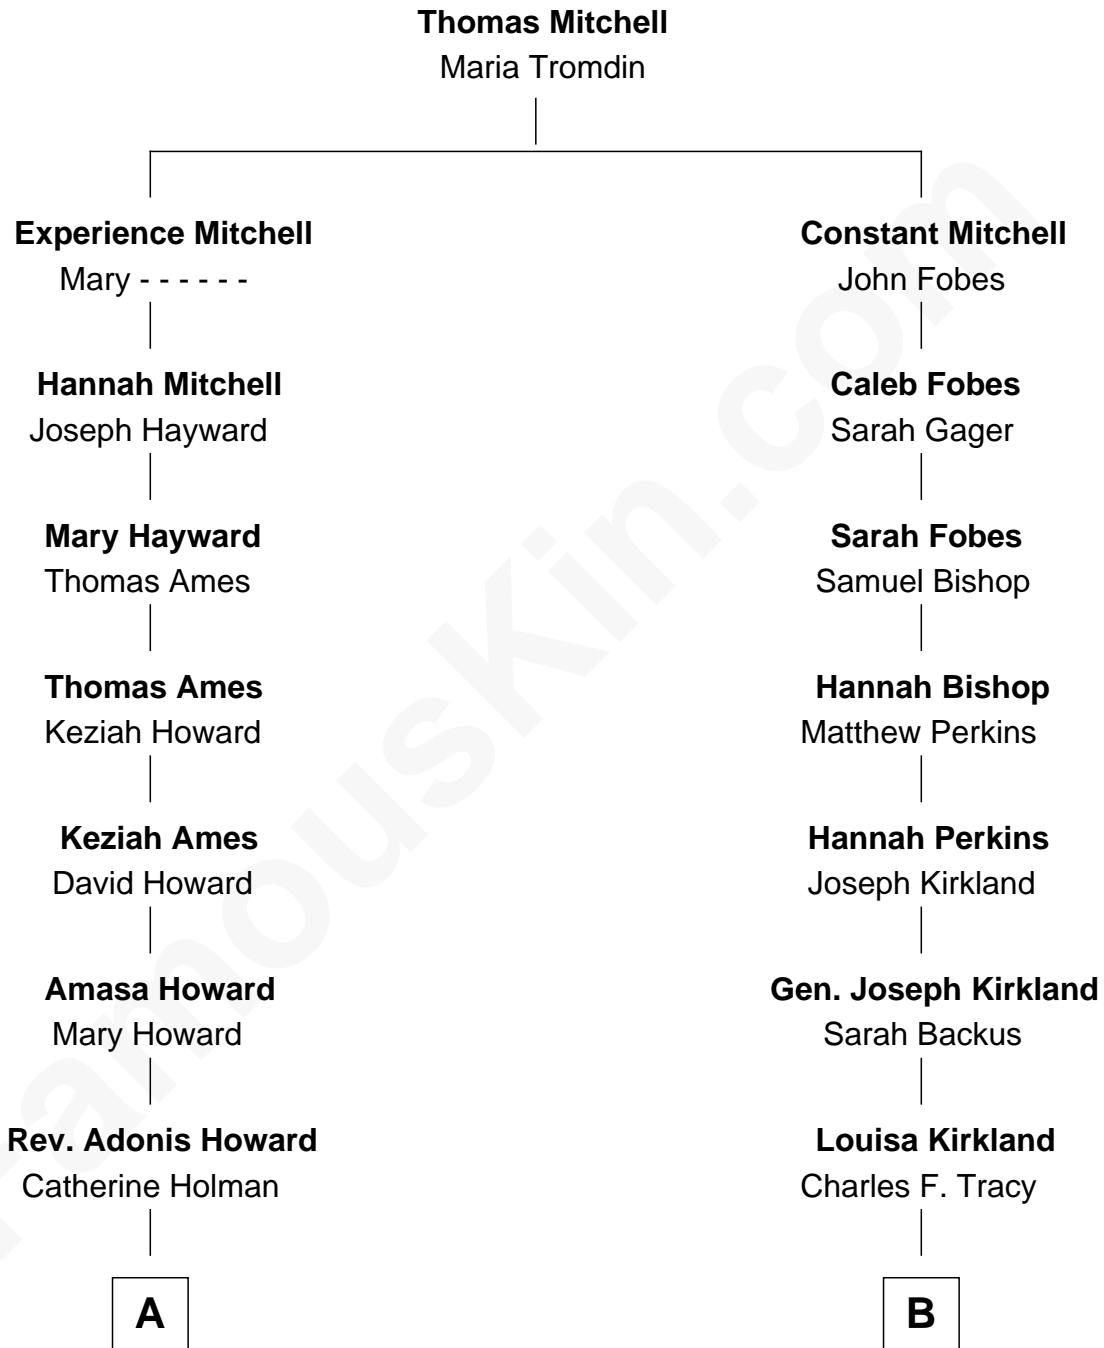 Thomas Mitchell
Maria Tromdin
Experience Mitchell
Mary - - - - - -
Constant Mitchell
John Fobes
Hannah Mitchell
Joseph Hayward
Caleb Fobes
Sarah Gager
Mary Hayward
Thomas Ames
Sarah Fobes
Samuel Bishop
Thomas Ames
Keziah Howard
Hannah Bishop
Matthew Perkins
Keziah Ames
David Howard
Hannah Perkins
Joseph Kirkland
Amasa Howard
Mary Howard
Gen. Joseph Kirkland
Sarah Backus
Rev. Adonis Howard
Catherine Holman
Louisa Kirkland
Charles F. Tracy
A
B
FamousKin.com